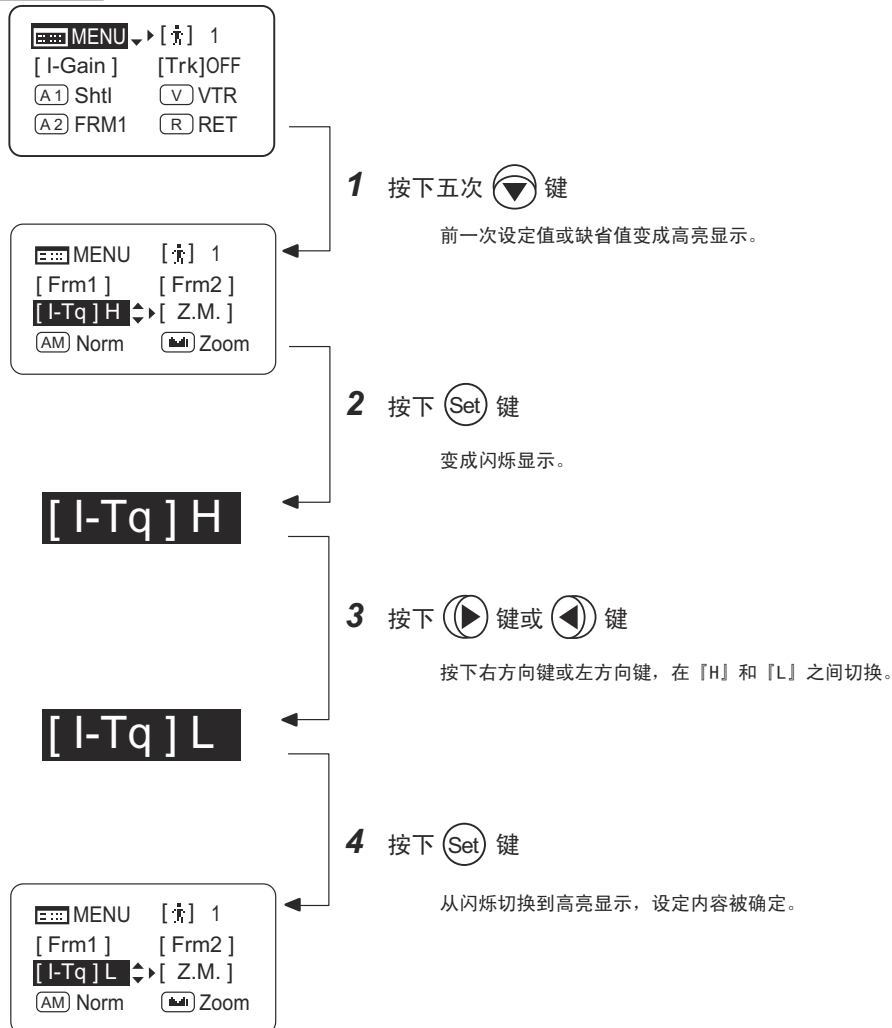 MENU [ ] 1
[ I-Gain ] [Trk]OFF
A1 Shtl V VTR
A2 FRM1 R RET
1 按下五次 键
前一次设定值或缺省值变成高亮显示。
MENU [ ] 1
[ Frm1 ] [ Frm2 ]
[ I-Tq ] H [ Z.M. ]
AM Norm Zoom
2 按下 Set 键
变成闪烁显示。
[ I-Tq ] H
3 按下 键或 键
按下右方向键或左方向键，在『H』和『L』之间切换。
[ I-Tq ] L
4 按下 Set 键
从闪烁切换到高亮显示，设定内容被确定。
MENU [ ] 1
[ Frm1 ] [ Frm2 ]
[ I-Tq ] L [ Z.M. ]
AM Norm Zoom